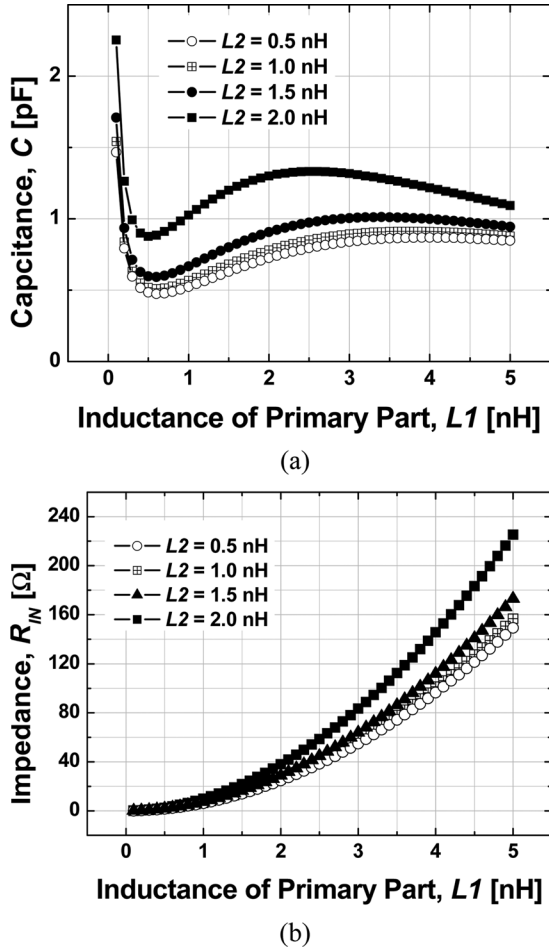 Capcitance, C [pF]
2
1
0
L2 = 0.5 nH
L2 = 1.0 nH
L2 = 1.5 nH
L2 = 2.0 nH
0 1 2 3 4 5
Inductance of Primary Part, L1 [nH]
(a)
Impedance, R_IN [Ω]
240
200
160
120
80
40
0
L2 = 0.5 nH
L2 = 1.0 nH
L2 = 1.5 nH
L2 = 2.0 nH
0 1 2 3 4 5
Inductance of Primary Part, L1 [nH]
(b)